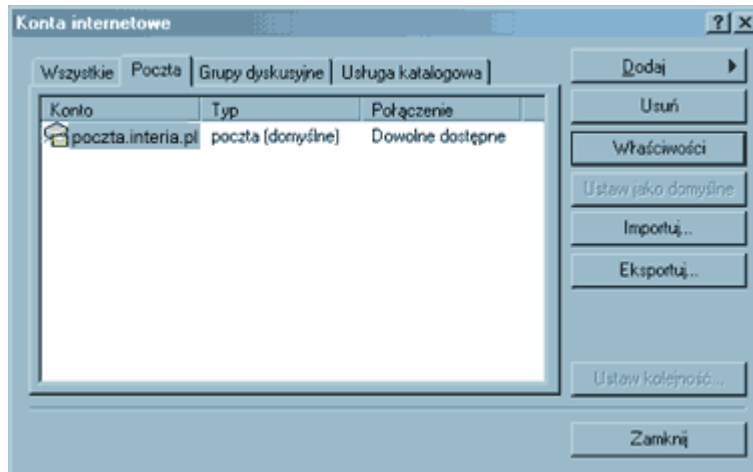 Konta internetowe
Wszystkie Poczta Grupy dyskusyjne Usługa katalogowa
Konto Typ Połączenie
poczta.interia.pl poczta (domyślne) Dowolne dostępne
Dodaj
Usuń
Właściwości
Ustaw jako domyślne
Importuj...
Eksportuj...
Ustaw kolejność...
Zamknij